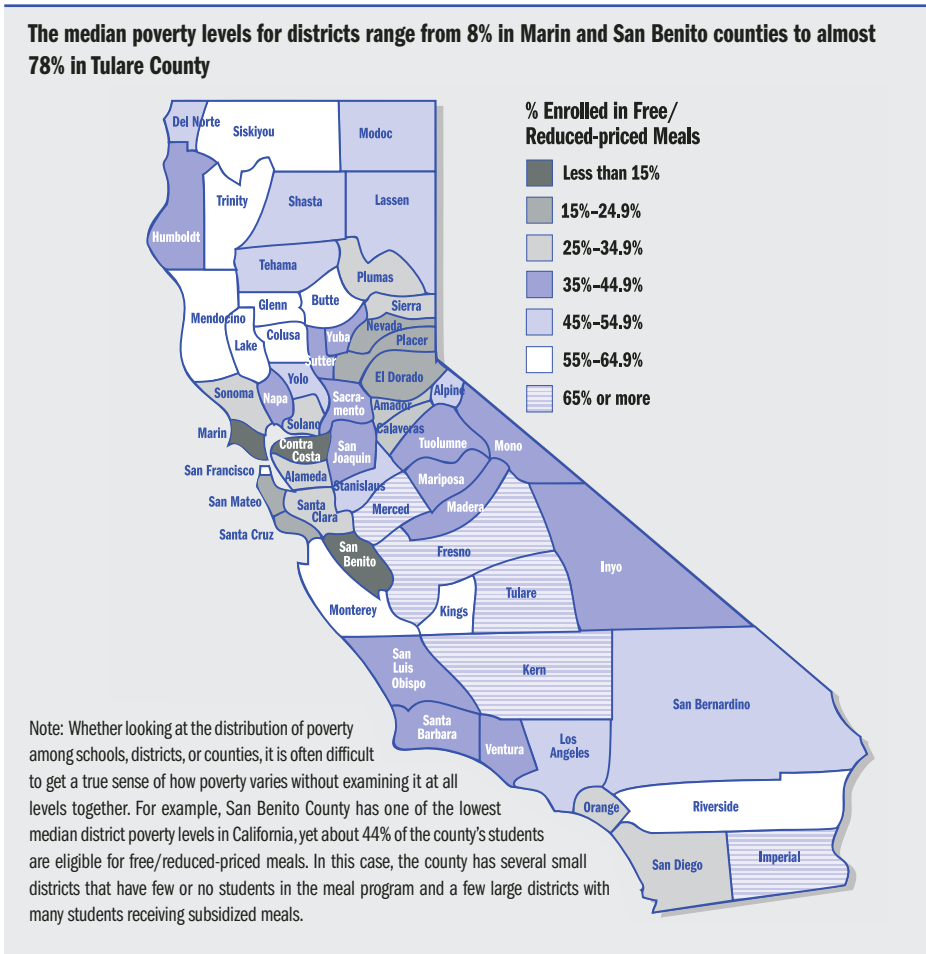 The median poverty levels for districts range from 8% in Marin and San Benito counties to almost
78% in Tulare County
% Enrolled in Free/
Reduced-priced Meals
Less than 15%
15%–24.9%
25%–34.9%
35%–44.9%
45%–54.9%
55%–64.9%
65% or more
Del Norte
Siskiyou
Modoc
Trinity
Shasta
Lassen
Humboldt
Tehama
Plumas
Glenn
Butte
Sierra
Mendocino
Nevada
Colusa
Yuba
Placer
Lake
Sutter
Yolo
El Dorado
Sonoma
Napa
Sacra-
mento
Alpine
Amador
Solano
Calaveras
Marin
Contra
Costa
San
Joaquin
Tuolumne
Mono
San Francisco
Alameda
Stanislaus
Mariposa
San Mateo
Santa
Clara
Merced
Madera
Santa Cruz
San
Benito
Fresno
Inyo
Tulare
Monterey
Kings
San
Luis
Obispo
Kern
San Bernardino
Santa
Barbara
Ventura
Los
Angeles
Orange
Riverside
San Diego
Imperial
Note: Whether looking at the distribution of poverty
among schools, districts, or counties, it is often difficult
to get a true sense of how poverty varies without examining it at all
levels together. For example, San Benito County has one of the lowest
median district poverty levels in California, yet about 44% of the county's students
are eligible for free/reduced-priced meals. In this case, the county has several small
districts that have few or no students in the meal program and a few large districts with
many students receiving subsidized meals.